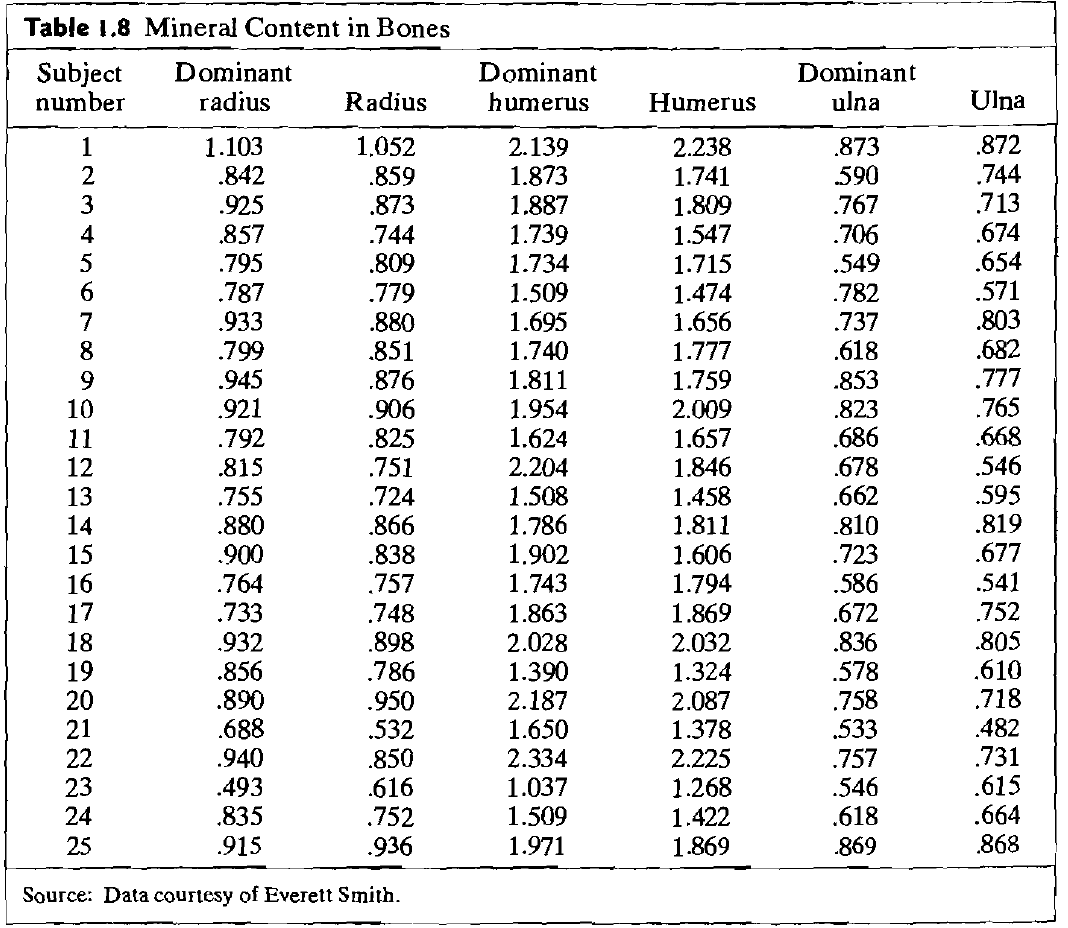 Table 1.8 Mineral Content in Bones
Subject number Dominant radius Radius Dominant humerus Humerus Dominant ulna Ulna
1 1.103 1.052 2.139 2.238 .873 .872
2 .842 .859 1.873 1.741 .590 .744
3 .925 .873 1.887 1.809 .767 .713
4 .857 .744 1.739 1.547 .706 .674
5 .795 .809 1.734 1.715 .549 .654
6 .787 .779 1.509 1.474 .782 .571
7 .933 .880 1.695 1.656 .737 .803
8 .799 .851 1.740 1.777 .618 .682
9 .945 .876 1.811 1.759 .853 .777
10 .921 .906 1.954 2.009 .823 .765
11 .792 .825 1.624 1.657 .686 .668
12 .815 .751 2.204 1.846 .678 .546
13 .755 .724 1.508 1.458 .662 .595
14 .880 .866 1.786 1.811 .810 .819
15 .900 .838 1.902 1.606 .723 .677
16 .764 .757 1.743 1.794 .586 .541
17 .733 .748 1.863 1.869 .672 .752
18 .932 .898 2.028 2.032 .836 .805
19 .856 .786 1.390 1.324 .578 .610
20 .890 .950 2.187 2.087 .758 .718
21 .688 .532 1.650 1.378 .533 .482
22 .940 .850 2.334 2.225 .757 .731
23 .493 .616 1.037 1.268 .546 .615
24 .835 .752 1.509 1.422 .618 .664
25 .915 .936 1.971 1.869 .869 .868
Source: Data courtesy of Everett Smith.